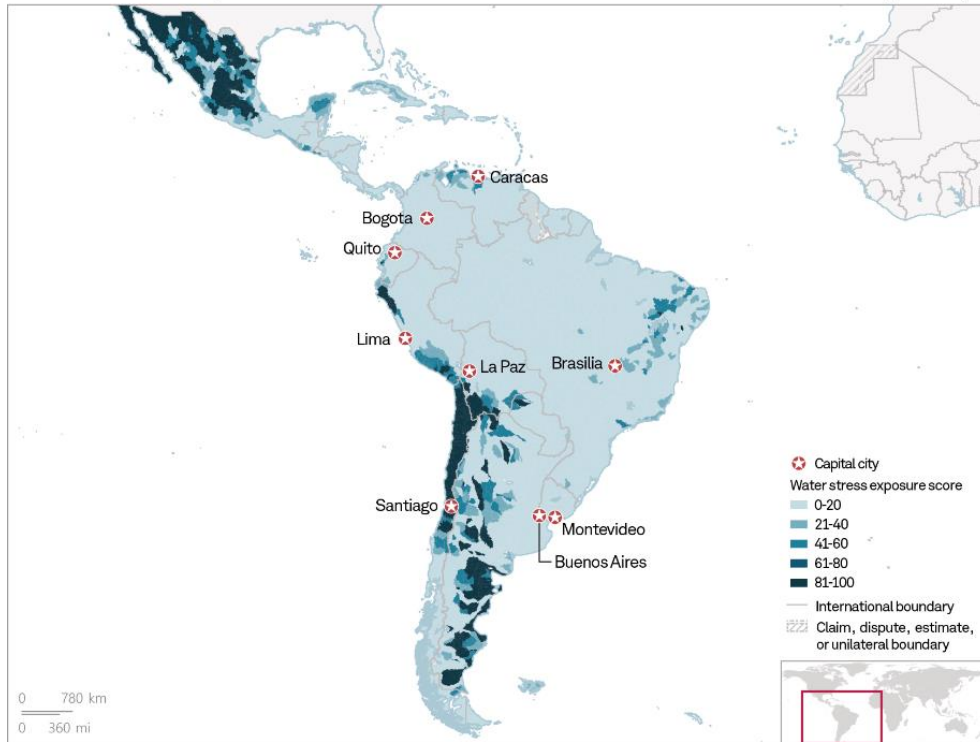 Caracas
Bogota
Quito
Lima
La Paz
Brasilia
Santiago
Montevideo
Buenos Aires
Capital city
Water stress exposure score
0-20
21-40
41-60
61-80
81-100
International boundary
Claim, dispute, estimate,
or unilateral boundary
0 780 km
0 360 mi